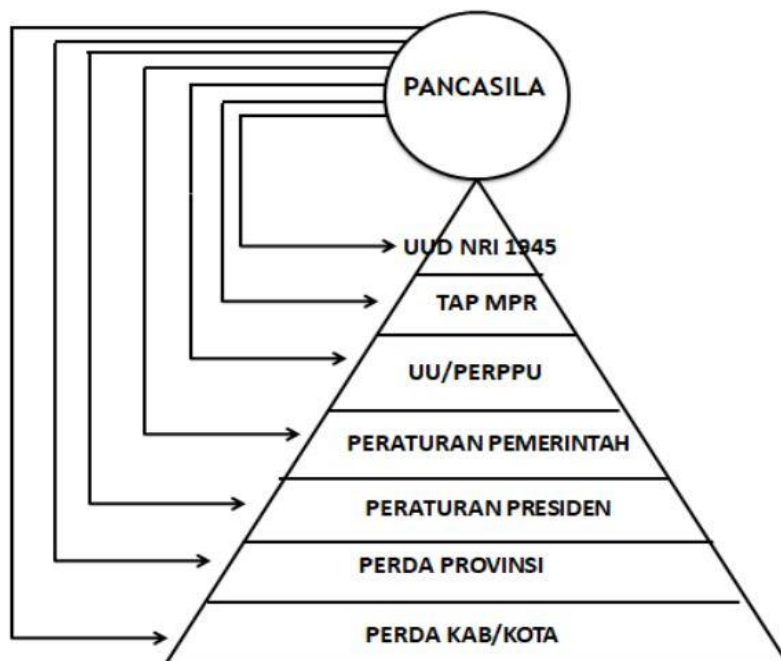 PANCASILA
UUD NRI 1945
TAP MPR
UU/PERPPU
PERATURAN PEMERINTAH
PERATURAN PRESIDEN
PERDA PROVINSI
PERDA KAB/KOTA